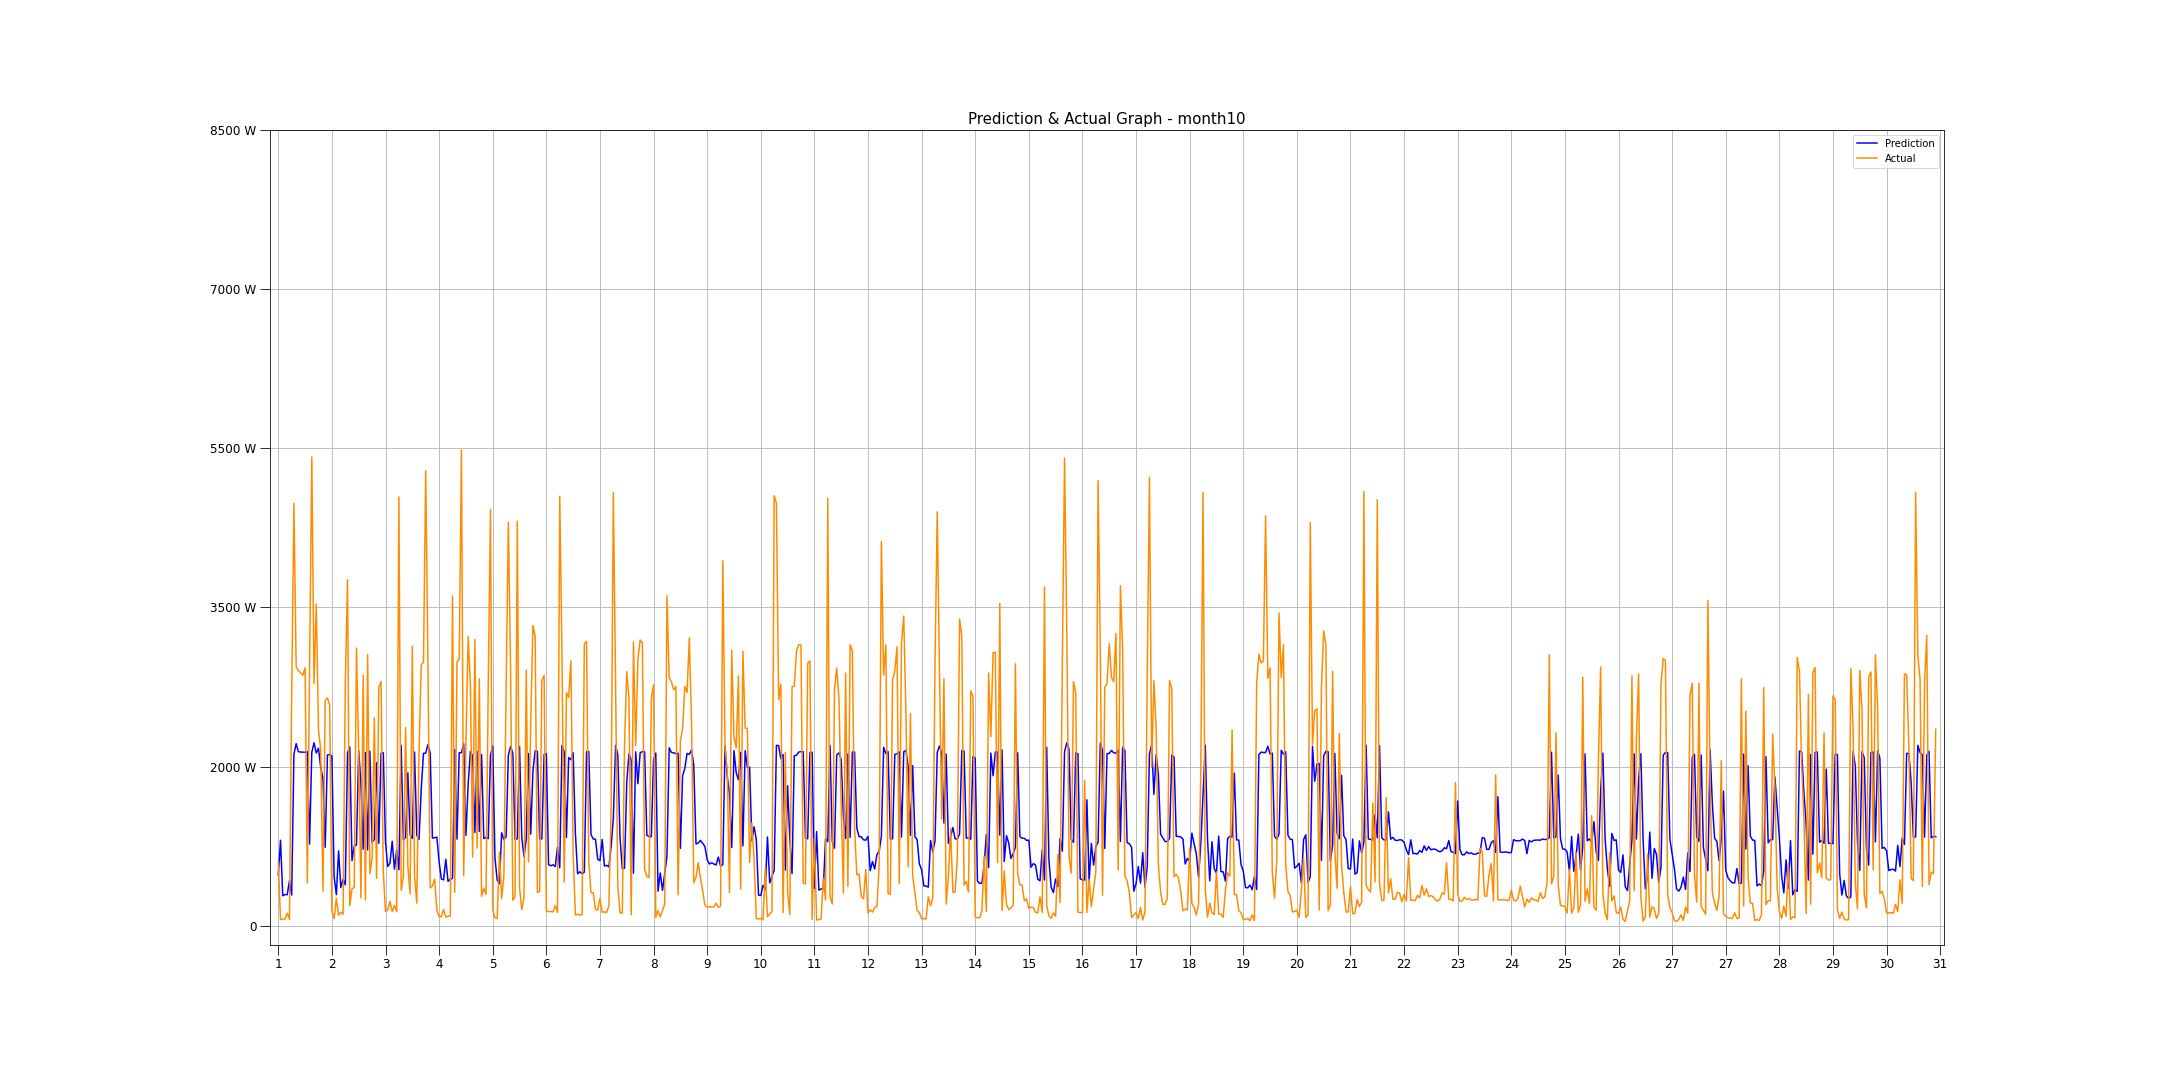 Prediction & Actual Graph - month10
8500 W
7000 W
5500 W
3500 W
2000 W
0
Prediction
Actual
1 2 3 4 5 6 7 8 9 10 11 12 13 14 15 16 17 18 19 20 21 22 23 24 25 26 27 27 28 29 30 31